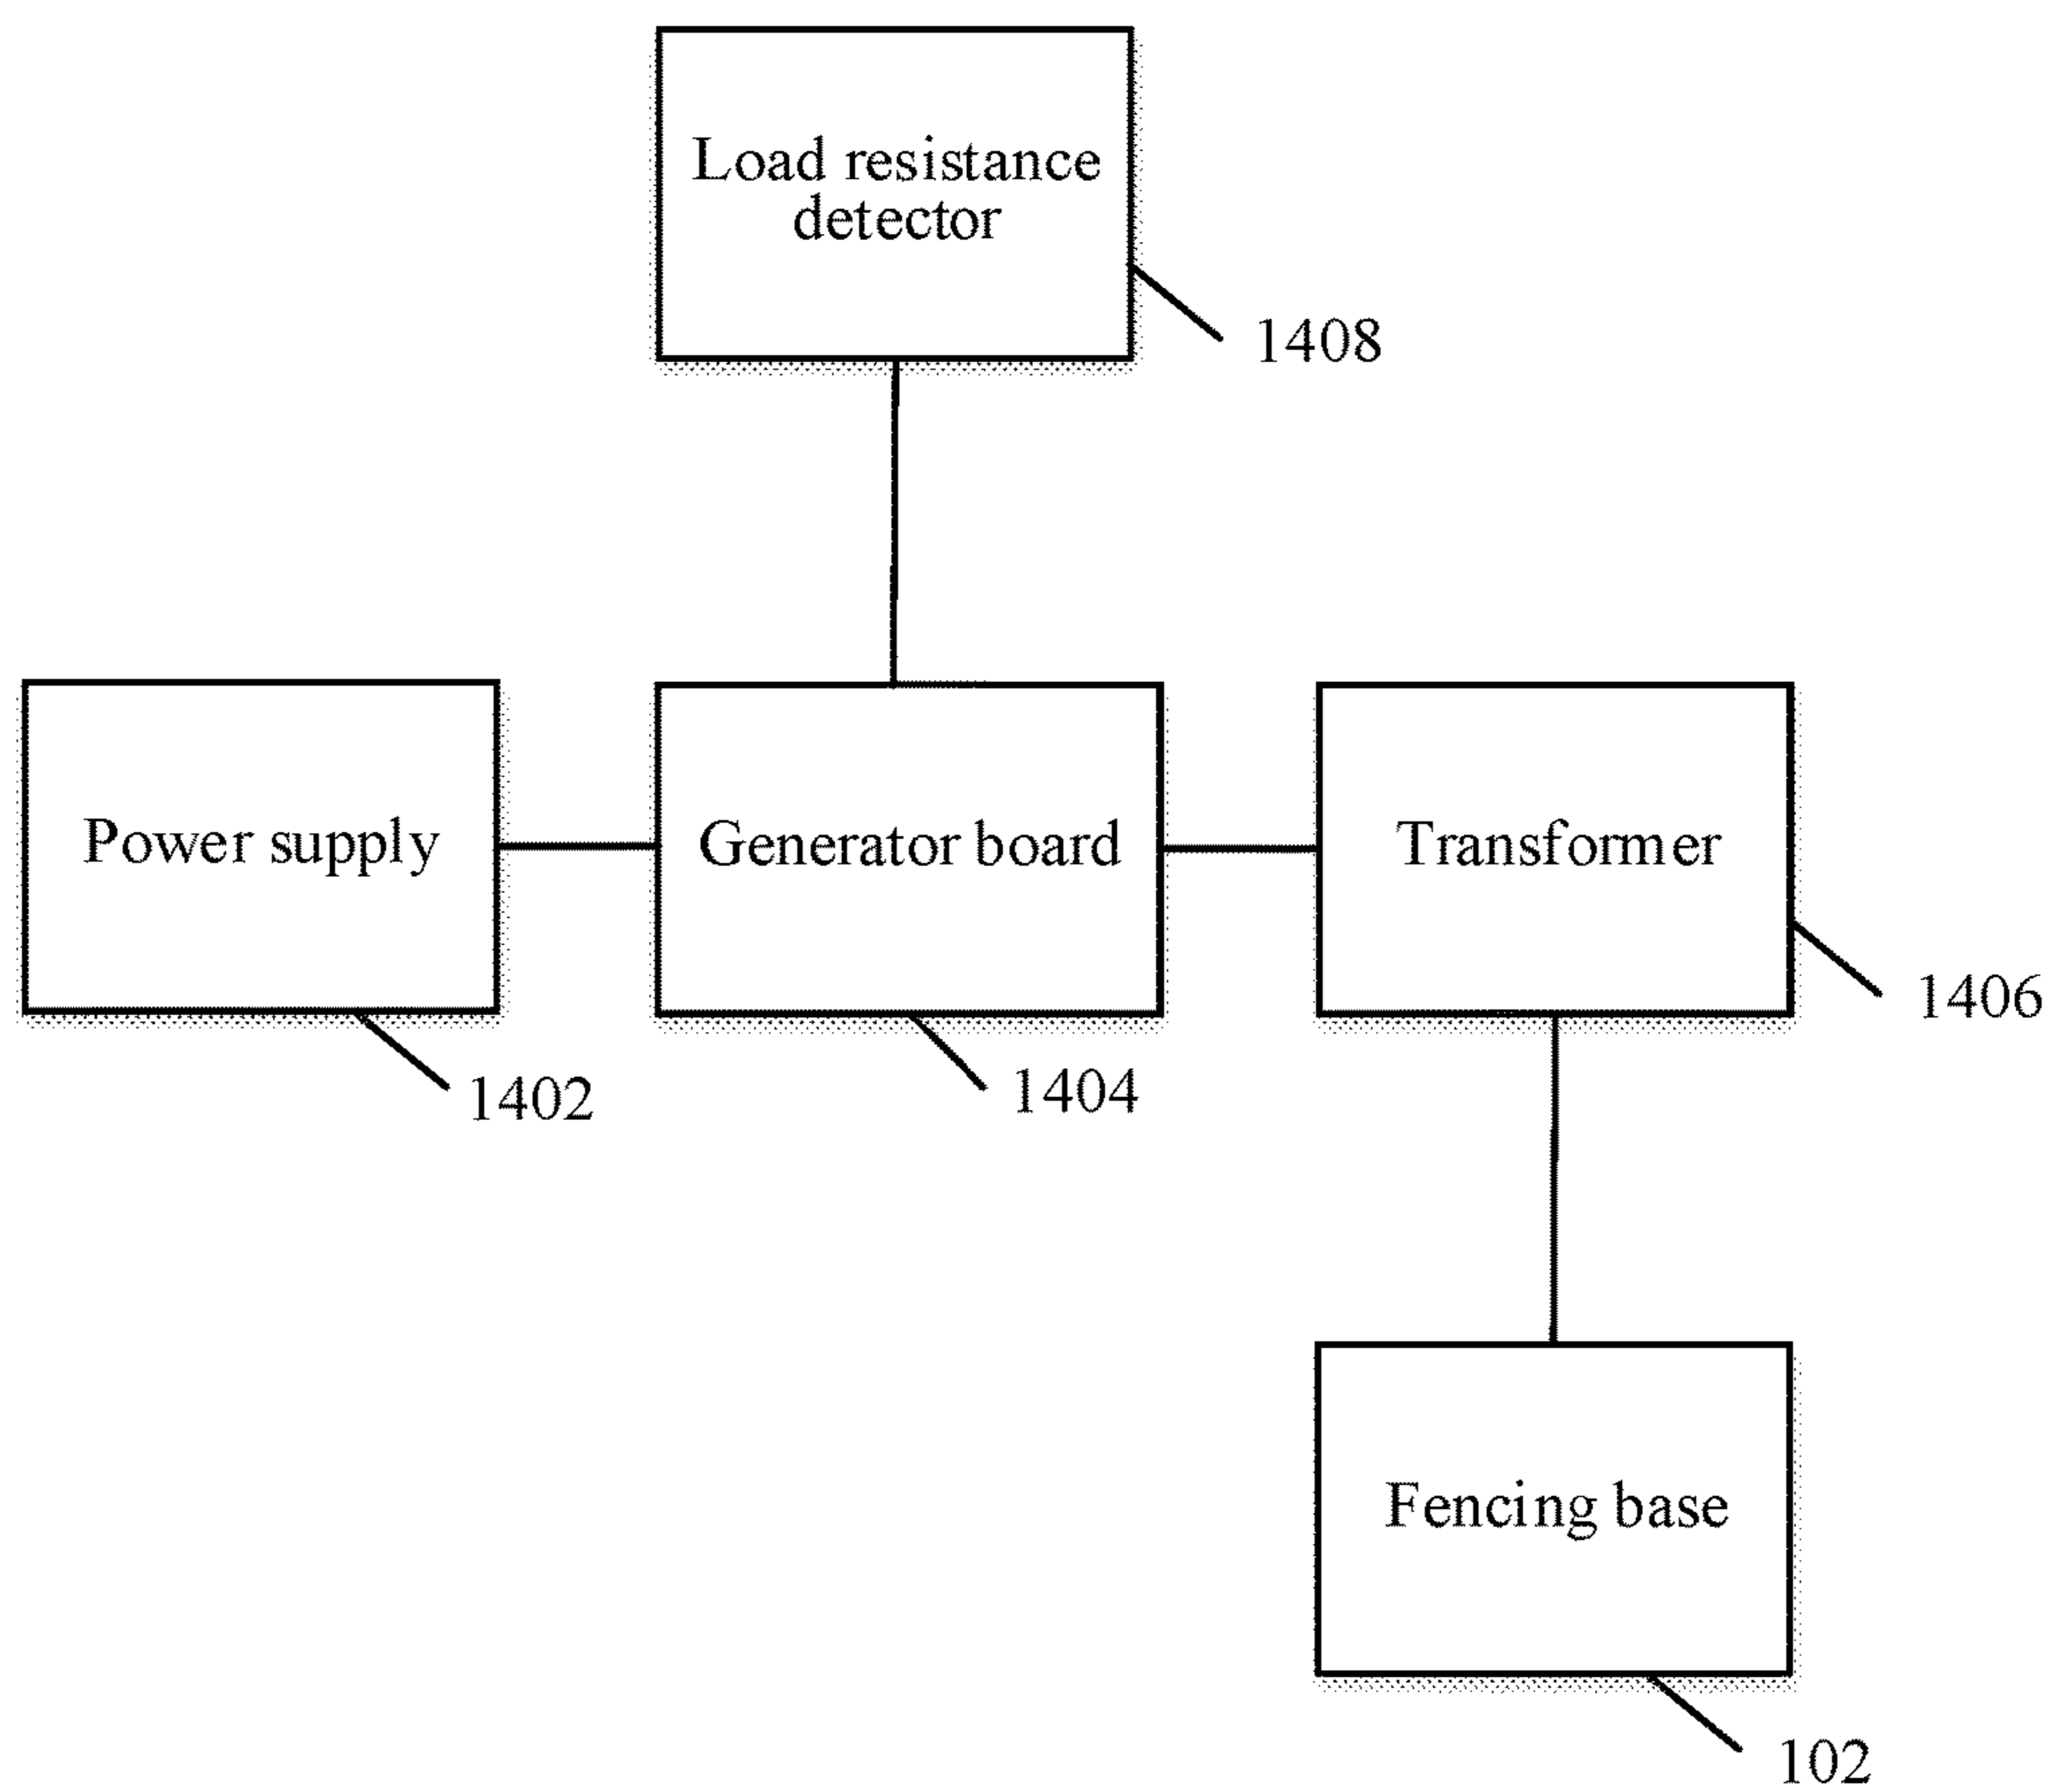 Load resistance
detector
1408
Power supply
Generator board
Transformer
1406
1402
1404
Fencing base
102